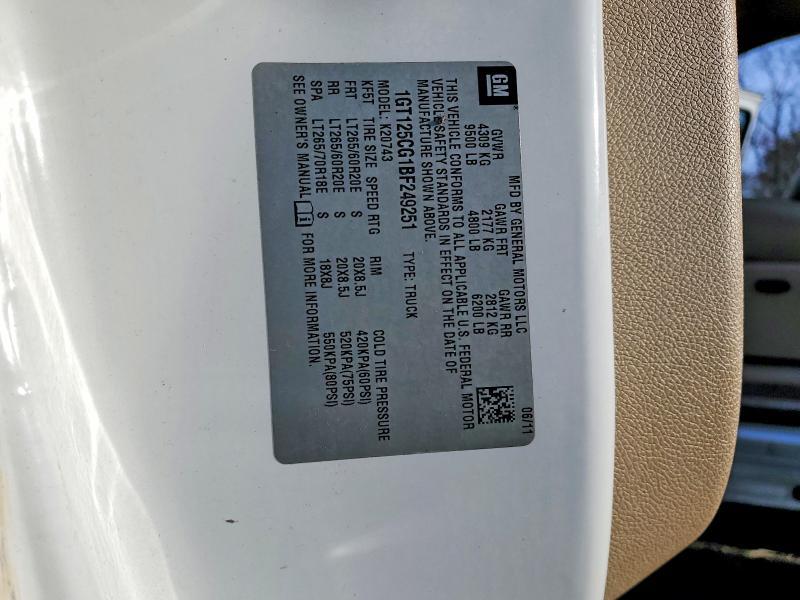 GM
®
MFD BY GENERAL MOTORS LLC
06/11
GVWR GAWR FRT GAWR RR
4309 KG 2177 KG 2812 KG
9500 LB 4800 LB 6200 LB
THIS VEHICLE CONFORMS TO ALL APPLICABLE U.S. FEDERAL MOTOR
VEHICLE SAFETY STANDARDS IN EFFECT ON THE DATE OF
MANUFACTURE SHOWN ABOVE.
1GT125CG1BF249251 TYPE: TRUCK
MODEL: K20743
KF5T TIRE SIZE SPEED RTG RIM COLD TIRE PRESSURE
FRT LT265/60R20E S 20X8.5J 420KPA(60PSI)
RR LT265/60R20E S 20X8.5J 520KPA(75PSI)
SPA LT265/70R18E S 18X8J 550KPA(80PSI)
SEE OWNER'S MANUAL i FOR MORE INFORMATION.